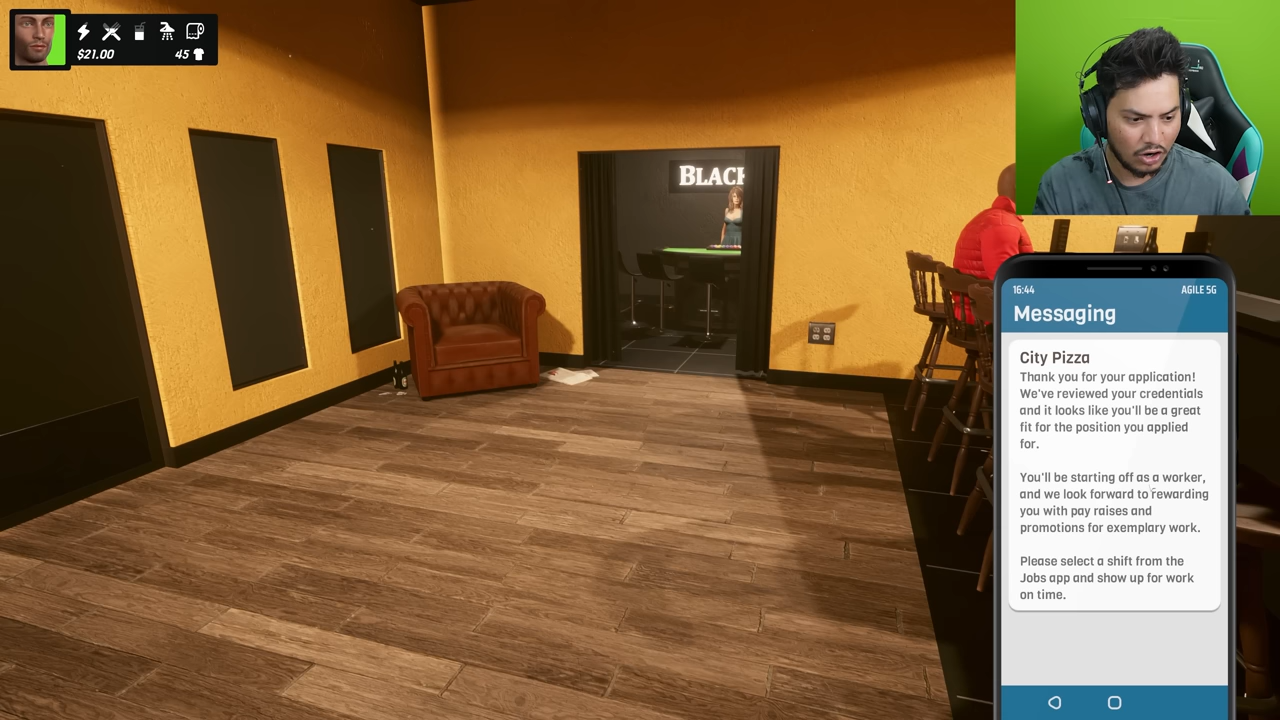 $21.00
45
BLACK
16:44
AGILE 5G
Messaging
City Pizza
Thank you for your application!
We've reviewed your credentials
and it looks like you'll be a great
fit for the position you applied
for.
You'll be starting off as a worker,
and we look forward to rewarding
you with pay raises and
promotions for exemplary work.
Please select a shift from the
Jobs app and show up for work
on time.